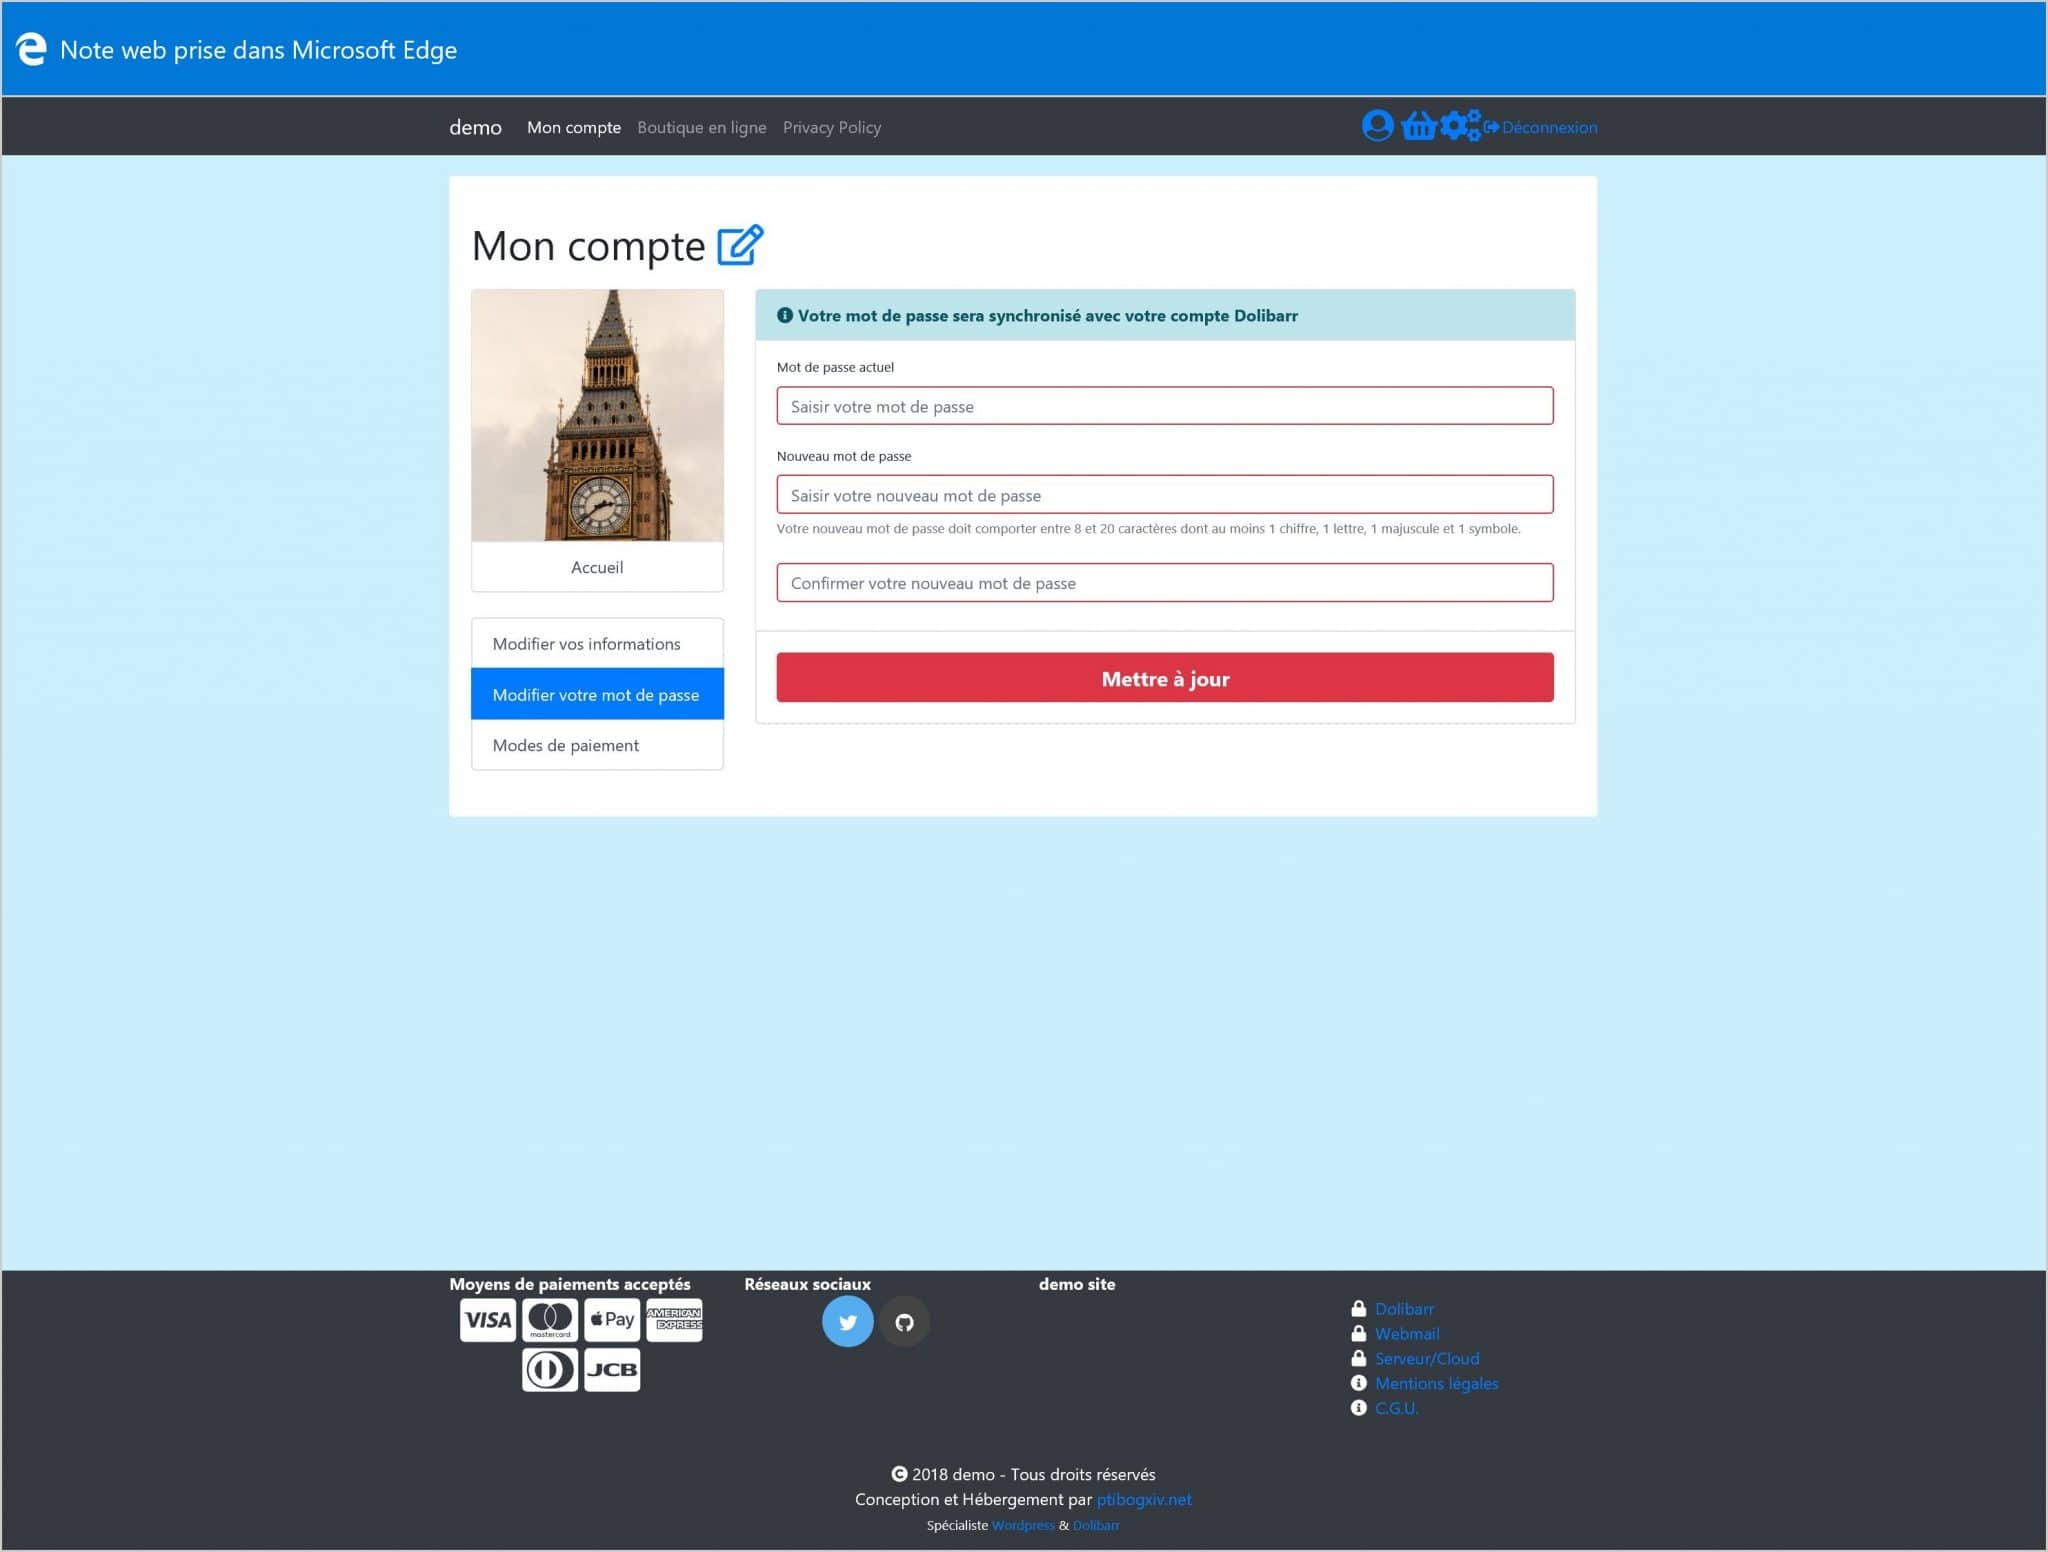 Note web prise dans Microsoft Edge
demo Mon compte Boutique en ligne Privacy Policy Déconnexion
Mon compte
Accueil
Modifier vos informations
Modifier votre mot de passe
Modes de paiement
Votre mot de passe sera synchronisé avec votre compte Dolibarr
Mot de passe actuel
Saisir votre mot de passe
Nouveau mot de passe
Saisir votre nouveau mot de passe
Votre nouveau mot de passe doit comporter entre 8 et 20 caractères dont au moins 1 chiffre, 1 lettre, 1 majuscule et 1 symbole.
Confirmer votre nouveau mot de passe
Mettre à jour
Moyens de paiements acceptés
VISA mastercard Pay AMERICAN EXPRESS
JCB
Réseaux sociaux
demo site
Dolibarr
Webmail
Serveur/Cloud
Mentions légales
C.G.U.
2018 demo - Tous droits réservés
Conception et Hébergement par ptibogxiv.net
Spécialiste Wordpress & Dolibarr